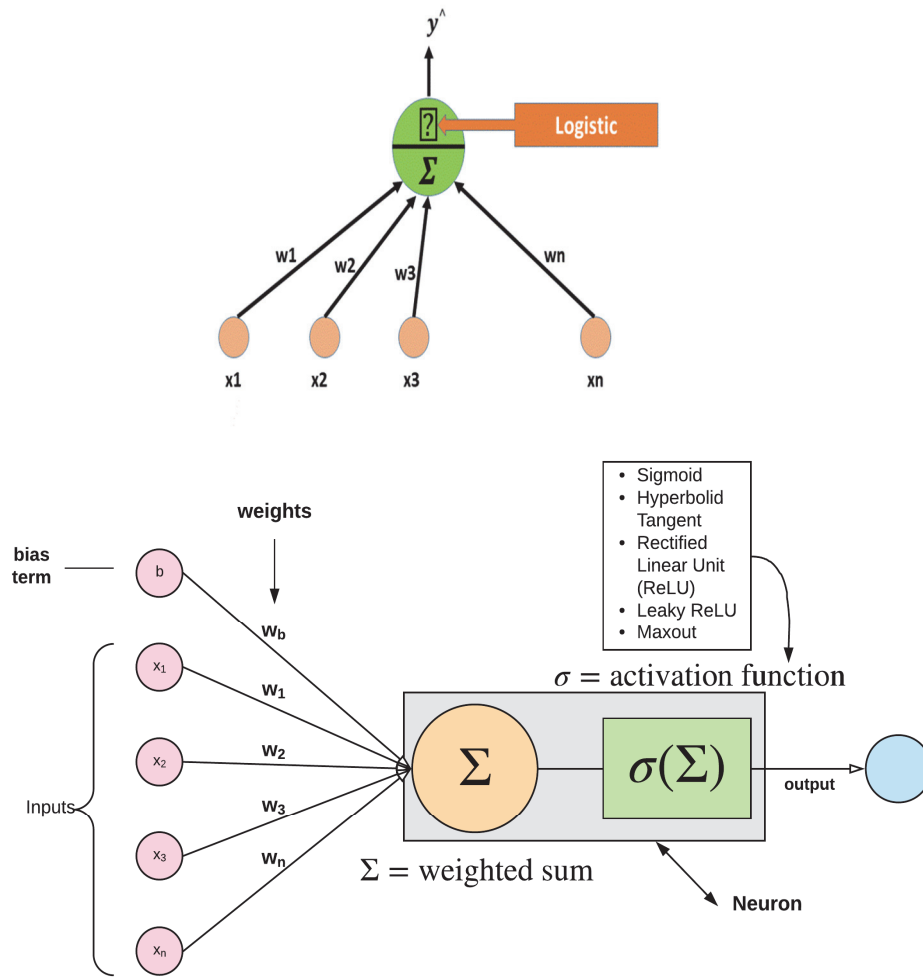 y^
?
Logistic
Σ
w1
w2
w3
wn
x1
x2
x3
xn
• Sigmoid
• Hyperbolid
Tangent
• Rectified
Linear Unit
(ReLU)
• Leaky ReLU
• Maxout
weights
bias
term
b
w_b
x₁
w₁
σ = activation function
x₂
w₂
Σ
σ(Σ)
output
Inputs
w₃
x₃
wₙ
Σ = weighted sum
Neuron
xₙ